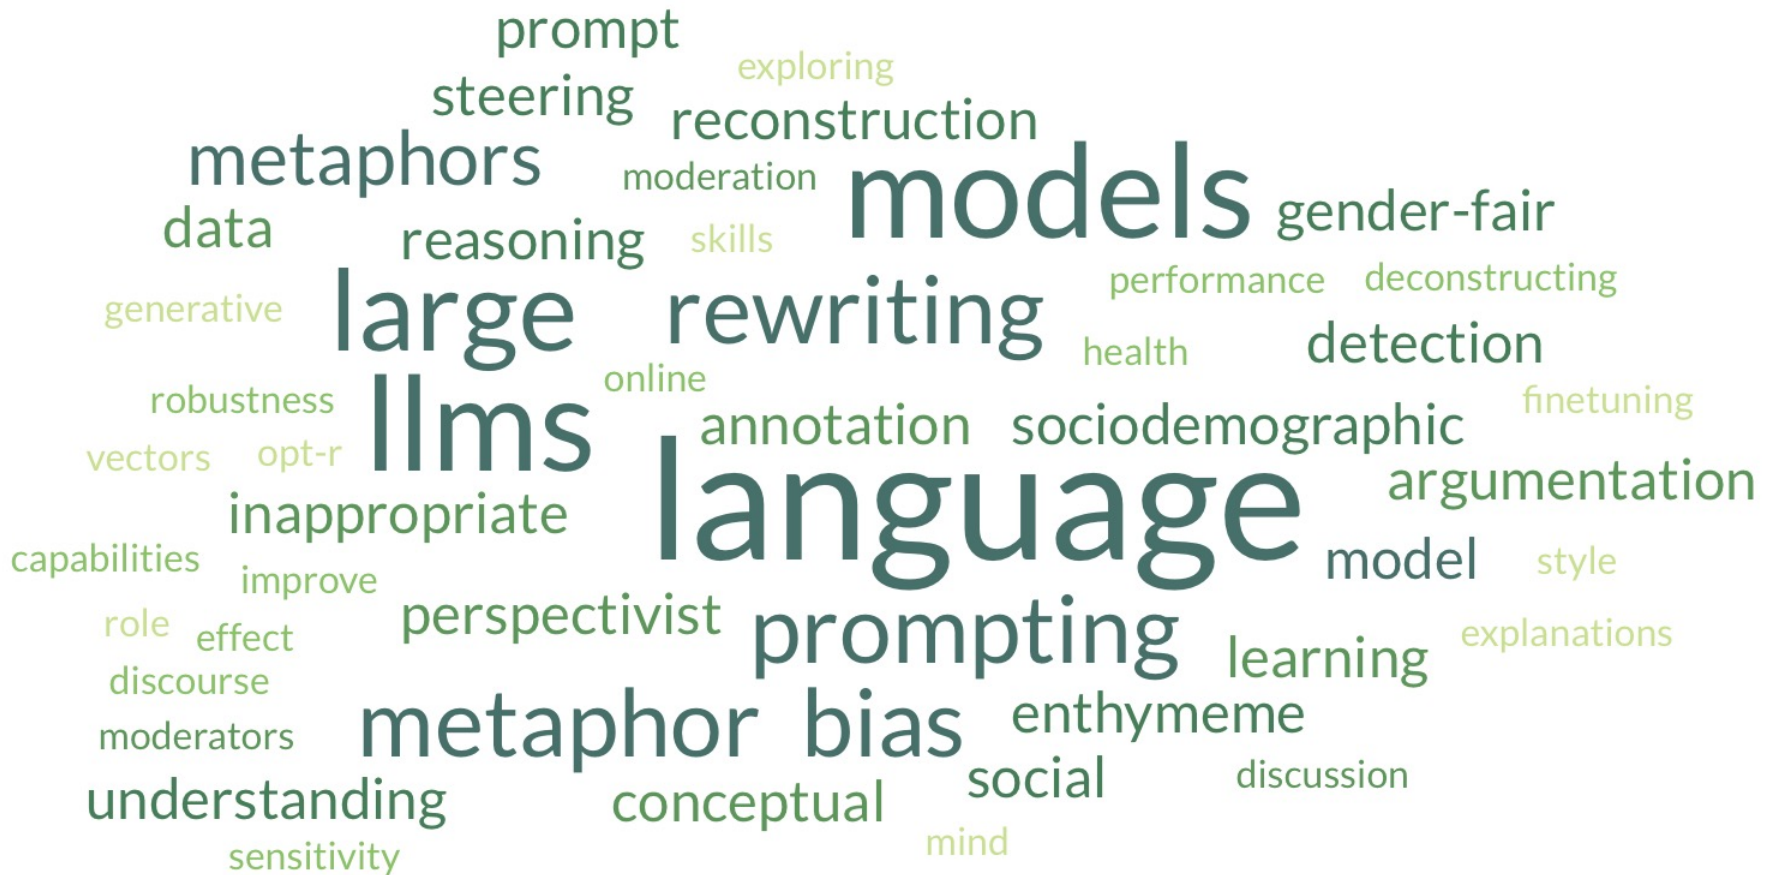 prompt
exploring
steering
reconstruction
metaphors
moderation
models
gender-fair
data
reasoning
skills
performance
deconstructing
generative
large
rewriting
health
detection
online
robustness
llms
annotation
sociodemographic
finetuning
vectors
opt-r
argumentation
inappropriate
language
capabilities
improve
model
style
role
effect
perspectivist
prompting
learning
explanations
discourse
moderators
metaphor
bias
enthymeme
understanding
conceptual
social
discussion
sensitivity
mind